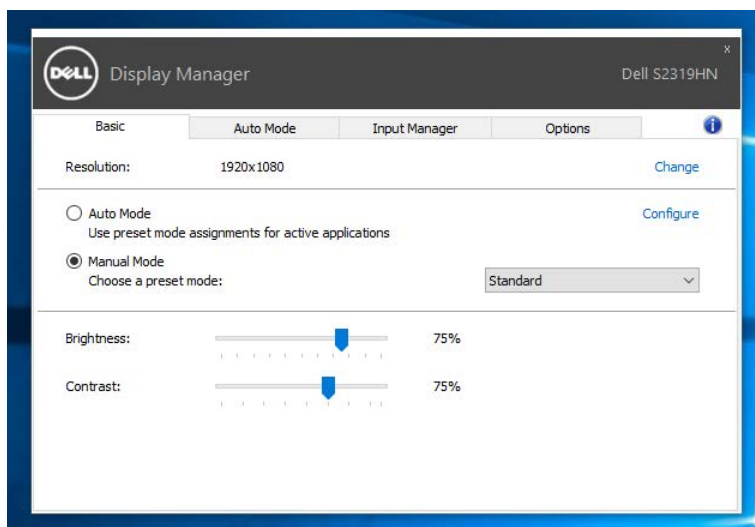 x
DELL Display Manager Dell S2319HN
Basic Auto Mode Input Manager Options i
Resolution: 1920x1080 Change
Auto Mode Configure
Use preset mode assignments for active applications
Manual Mode
Choose a preset mode: Standard
Brightness: 75%
Contrast: 75%